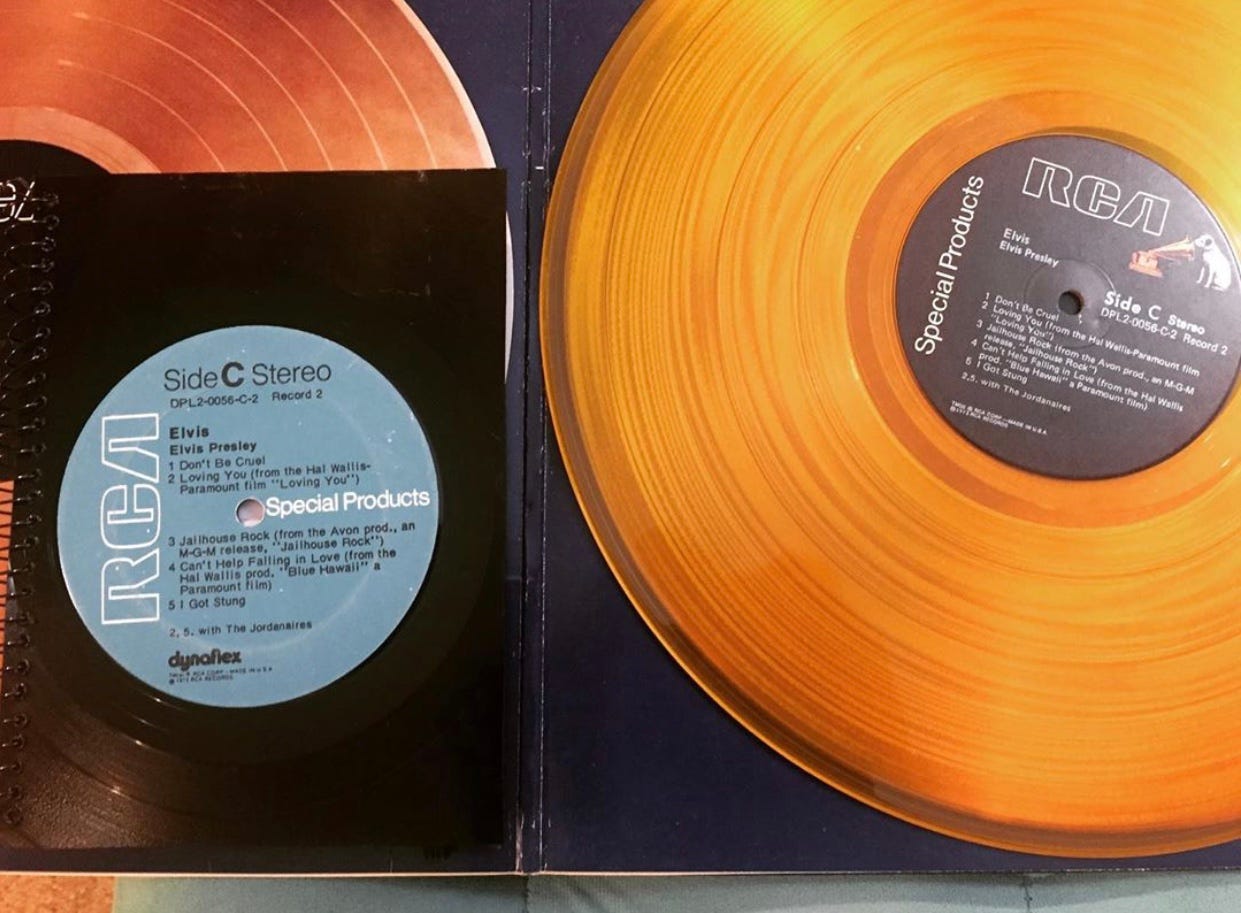 RCA
Side C Stereo
DPL2-0056-C-2 Record 2
Elvis
Elvis Presley
1 Don't Be Cruel
2 Loving You (from the Hal Wallis-
Paramount film "Loving You")
Special Products
3 Jailhouse Rock (from the Avon prod., an
M-G-M release, "Jailhouse Rock")
4 Can't Help Falling in Love (from the
Hal Wallis prod. "Blue Hawaii" a
Paramount film)
5 I Got Stung
2, 5. with The Jordanaires
dynaflex
Special Products
RCA
Elvis
Elvis Presley
Side C Stereo
DPL2-0056-C-2 Record 2
1 Don't Be Cruel
2 Loving You (from the Hal Wallis-Paramount film
"Loving You")
3 Jailhouse Rock (from the Avon prod., an M-G-M
release, "Jailhouse Rock")
4 Can't Help Falling in Love (from the Hal Wallis
prod. "Blue Hawaii" a Paramount film)
5 I Got Stung
2,5. with The Jordanaires